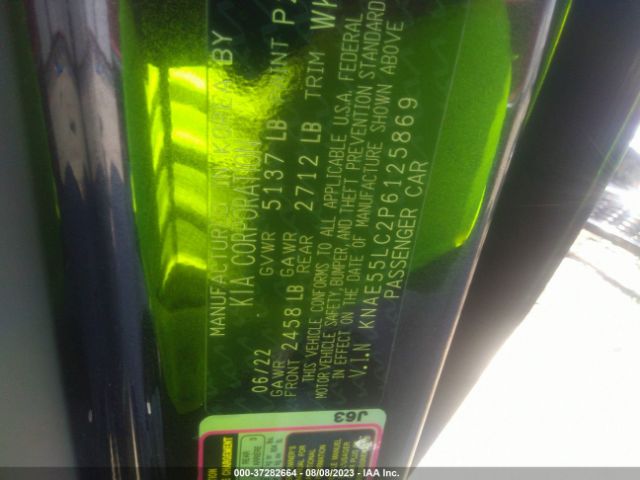 MANUFACTURED IN KOREA BY
KIA CORPORATION
06/22 GVWR 5137 LB
GAWR FRONT 2458 LB GAWR REAR 2712 LB TRIM
THIS VEHICLE CONFORMS TO ALL APPLICABLE U.S.A. FEDERAL
MOTOR VEHICLE SAFETY, BUMPER, AND THEFT PREVENTION STANDARD
IN EFFECT ON THE DATE OF MANUFACTURE SHOWN ABOVE
V.I.N KNAE55LC2P6125869
PASSENGER CAR
J63
000-37282664 - 08/08/2023 - IAA Inc.